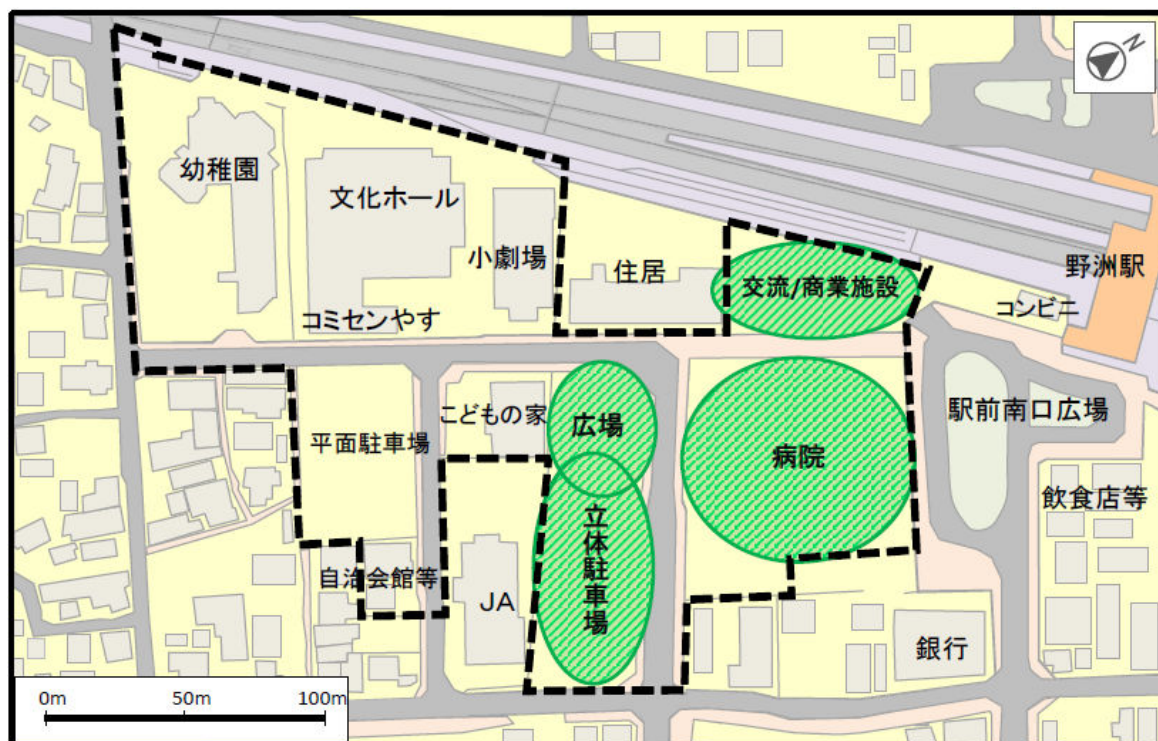 N
幼稚園
文化ホール
小劇場
住居
交流/商業施設
野洲駅
コンビニ
コミセンやす
こどもの家
広場
平面駐車場
病院
駅前南口広場
飲食店等
立体駐車場
自治会館等
JA
銀行
0m 50m 100m